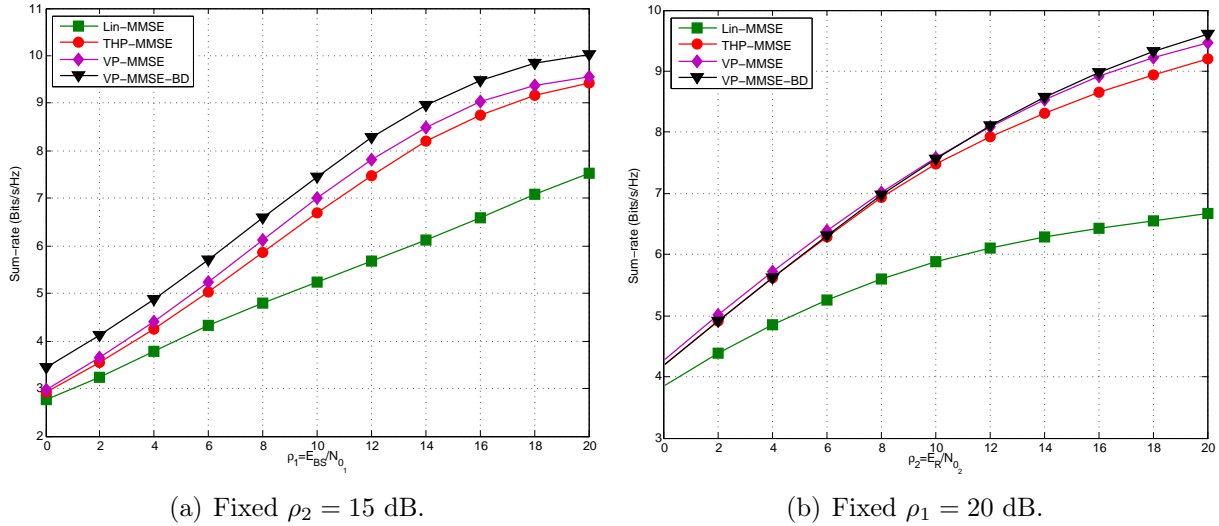 11
10
9
8
7
6
5
4
3
2
Sum−rate (Bits/s/Hz)
Lin−MMSE
THP−MMSE
VP−MMSE
VP−MMSE−BD
0 2 4 6 8 10 12 14 16 18 20
ρ1=EBS/N01
(a) Fixed ρ2 = 15 dB.
10
9
8
7
6
5
4
3
Sum−rate (Bits/s/Hz)
Lin−MMSE
THP−MMSE
VP−MMSE
VP−MMSE−BD
0 2 4 6 8 10 12 14 16 18 20
ρ2=ER/N02
(b) Fixed ρ1 = 20 dB.